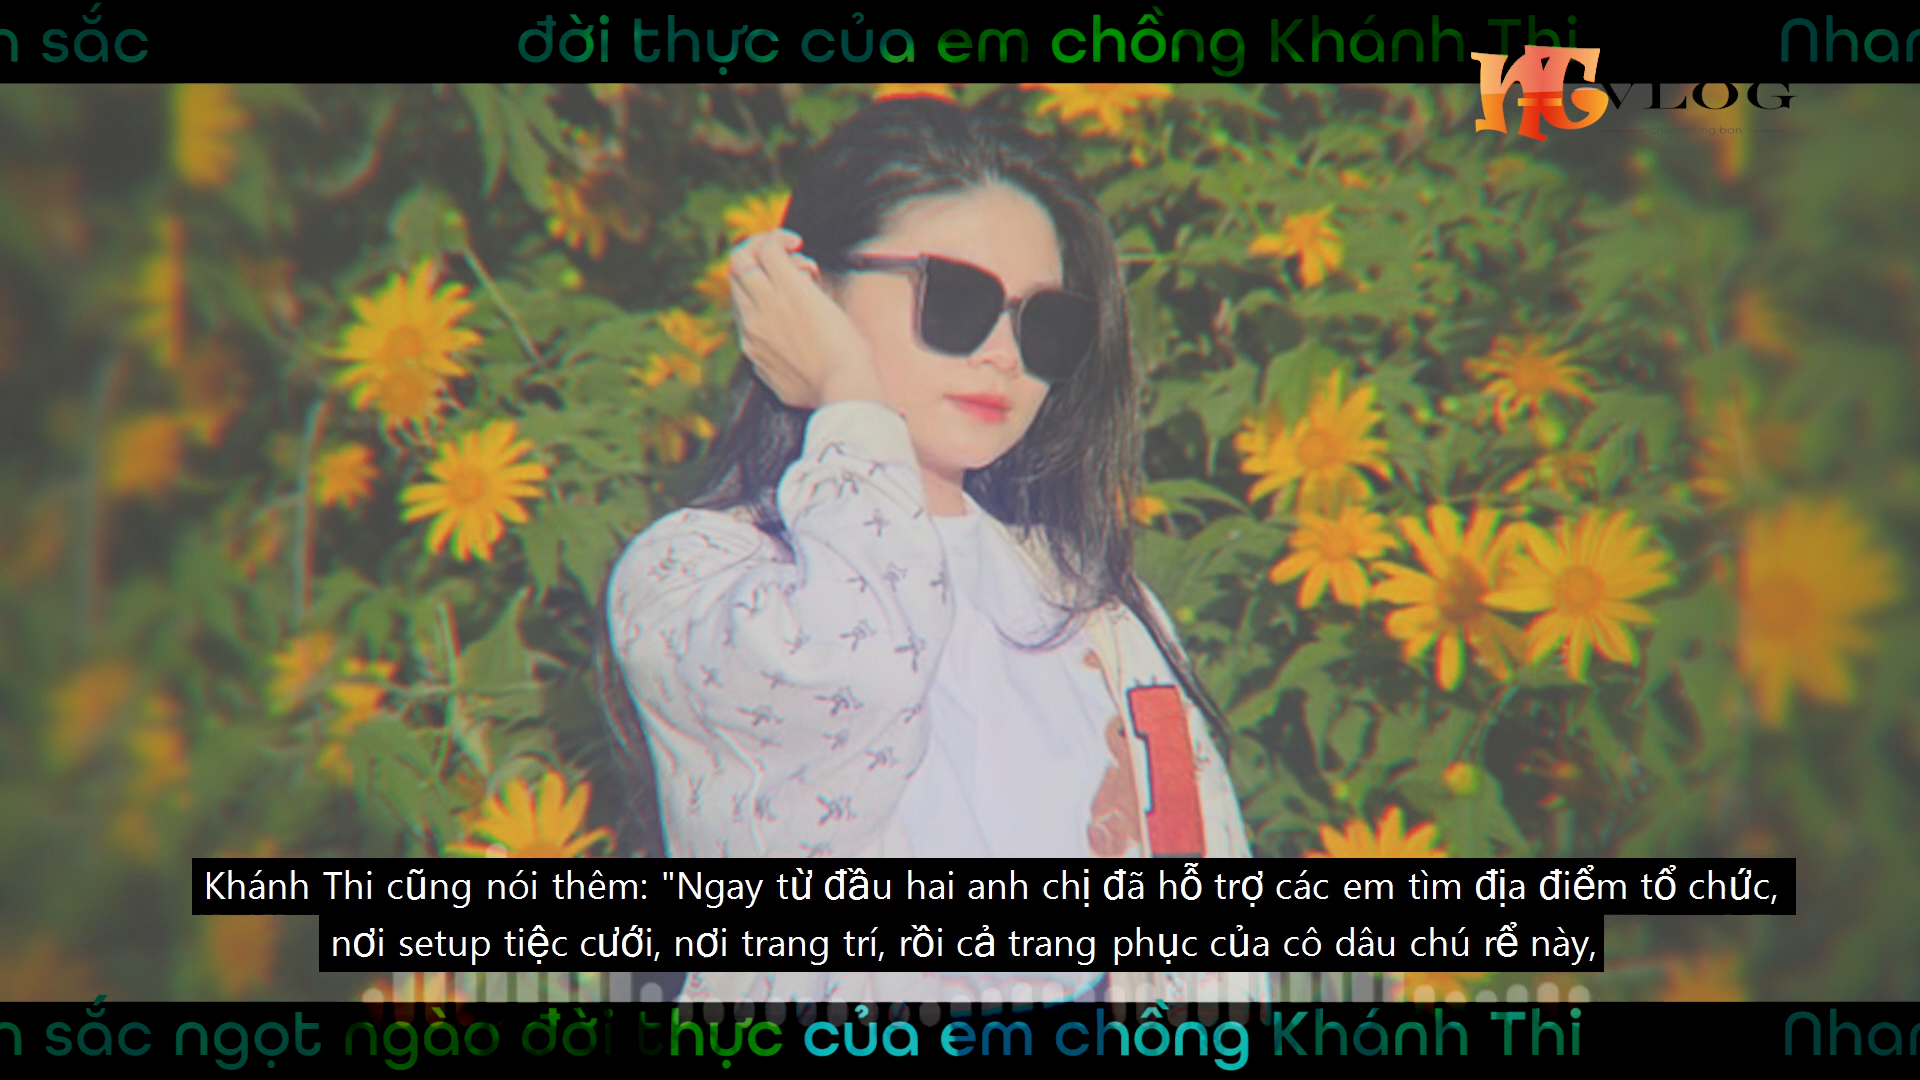 n sắc đời thực của em chồng Khánh Thi Nhan
NG VLOG
Khánh Thi cũng nói thêm: "Ngay từ đầu hai anh chị đã hỗ trợ các em tìm địa điểm tổ chức,
nơi setup tiệc cưới, nơi trang trí, rồi cả trang phục của cô dâu chú rể này,
n sắc ngọt ngào đời thực của em chồng Khánh Thi Nhan